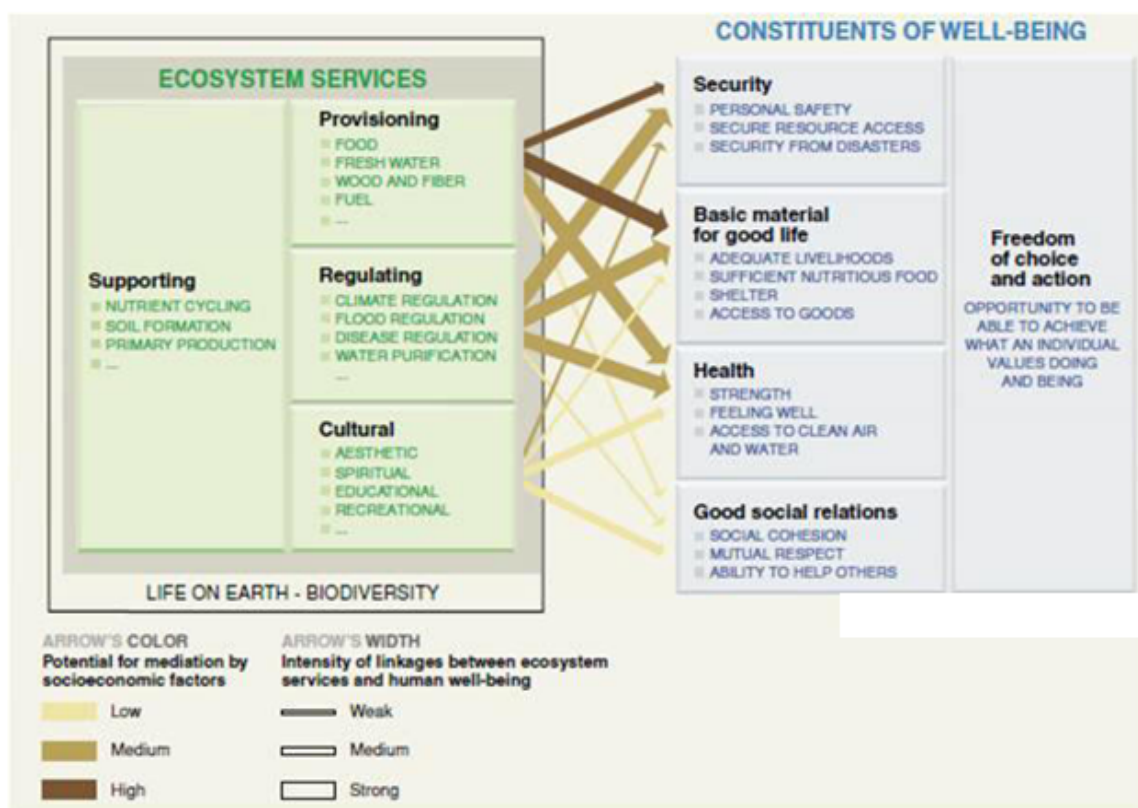 CONSTITUENTS OF WELL-BEING
ECOSYSTEM SERVICES
Supporting
NUTRIENT CYCLING
SOIL FORMATION
PRIMARY PRODUCTION
...
Provisioning
FOOD
FRESH WATER
WOOD AND FIBER
FUEL
...
Regulating
CLIMATE REGULATION
FLOOD REGULATION
DISEASE REGULATION
WATER PURIFICATION
...
Cultural
AESTHETIC
SPIRITUAL
EDUCATIONAL
RECREATIONAL
...
LIFE ON EARTH - BIODIVERSITY
Security
PERSONAL SAFETY
SECURE RESOURCE ACCESS
SECURITY FROM DISASTERS
Basic material
for good life
ADEQUATE LIVELIHOODS
SUFFICIENT NUTRITIOUS FOOD
SHELTER
ACCESS TO GOODS
Health
STRENGTH
FEELING WELL
ACCESS TO CLEAN AIR
AND WATER
Good social relations
SOCIAL COHESION
MUTUAL RESPECT
ABILITY TO HELP OTHERS
Freedom
of choice
and action
OPPORTUNITY TO BE
ABLE TO ACHIEVE
WHAT AN INDIVIDUAL
VALUES DOING
AND BEING
ARROW'S COLOR
Potential for mediation by
socioeconomic factors
Low
Medium
High
ARROW'S WIDTH
Intensity of linkages between ecosystem
services and human well-being
Weak
Medium
Strong